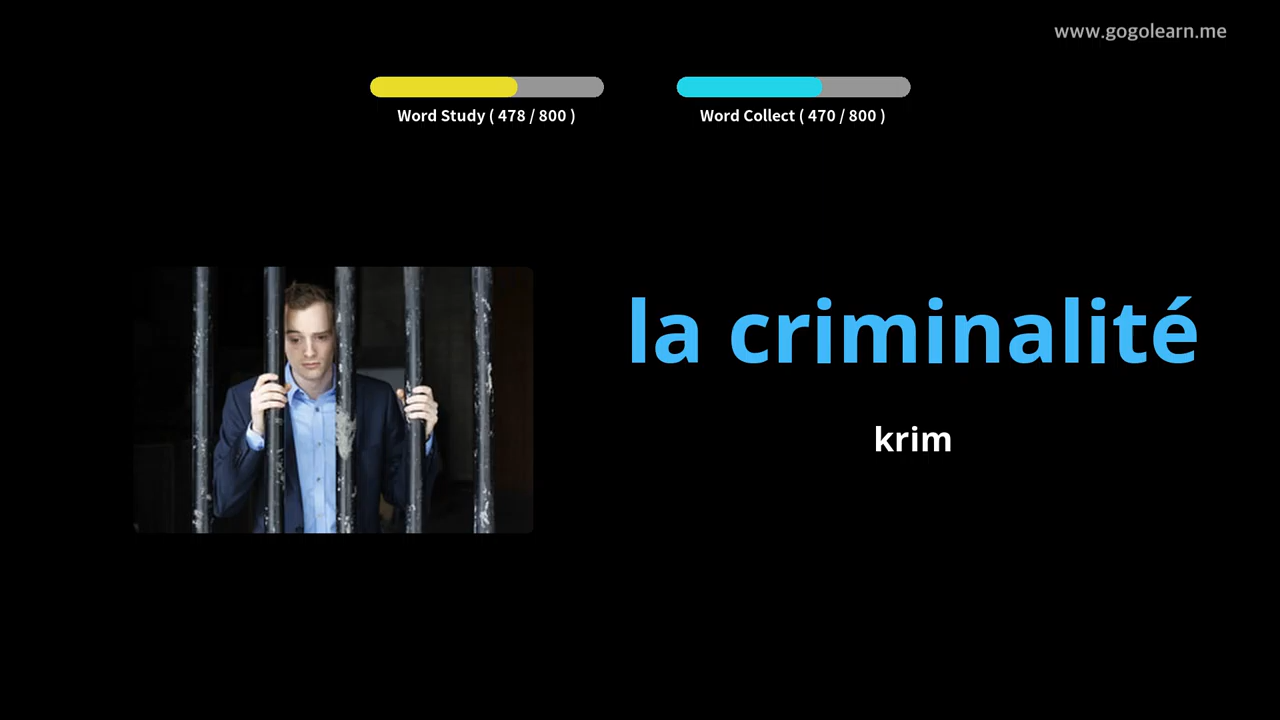 www.gogolearn.me
Word Study ( 478 / 800 )
Word Collect ( 470 / 800 )
la criminalité
krim